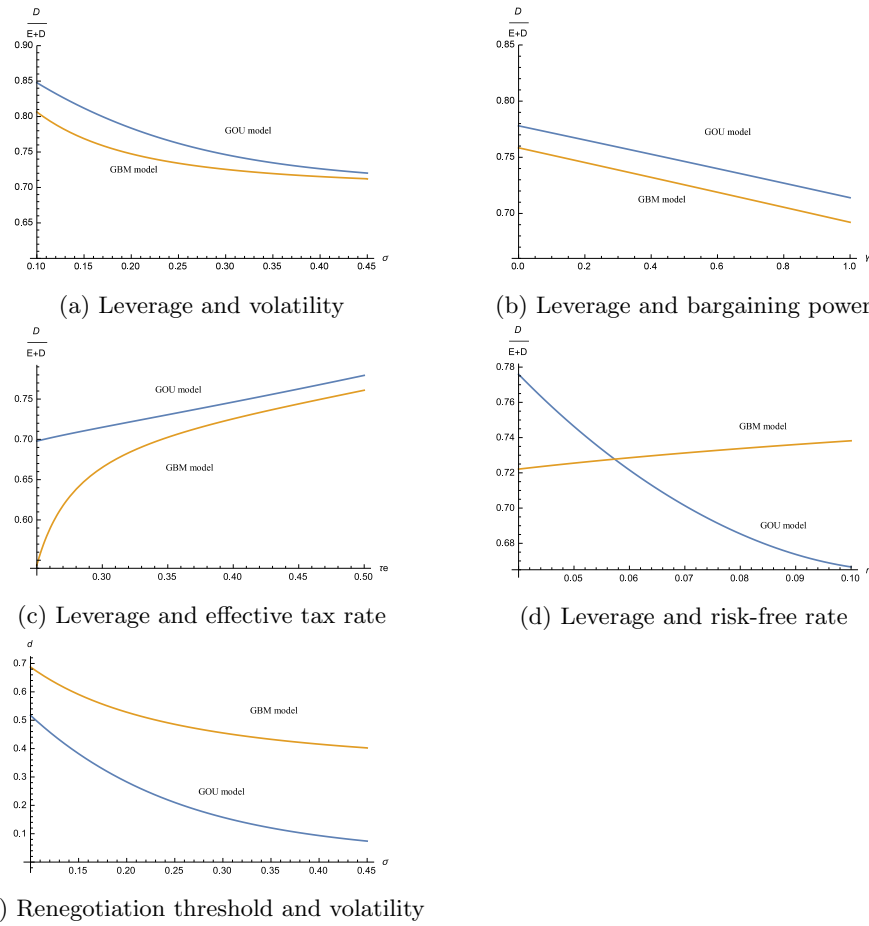 D
E+D
0.90
0.85
0.80
0.75
0.70
0.65
GOU model
GBM model
0.10 0.15 0.20 0.25 0.30 0.35 0.40 0.45 σ
(a) Leverage and volatility
D
E+D
0.85
0.80
0.75
0.70
GOU model
GBM model
0.0 0.2 0.4 0.6 0.8 1.0
(b) Leverage and bargaining power
D
E+D
0.75
0.70
0.65
0.60
GOU model
GBM model
0.30 0.35 0.40 0.45 0.50 τe
(c) Leverage and effective tax rate
D
E+D
0.78
0.76
0.74
0.72
0.70
0.68
GBM model
GOU model
0.05 0.06 0.07 0.08 0.09 0.10 r
(d) Leverage and risk-free rate
d
0.7
0.6
0.5
0.4
0.3
0.2
0.1
GBM model
GOU model
0.15 0.20 0.25 0.30 0.35 0.40 0.45 σ
) Renegotiation threshold and volatility